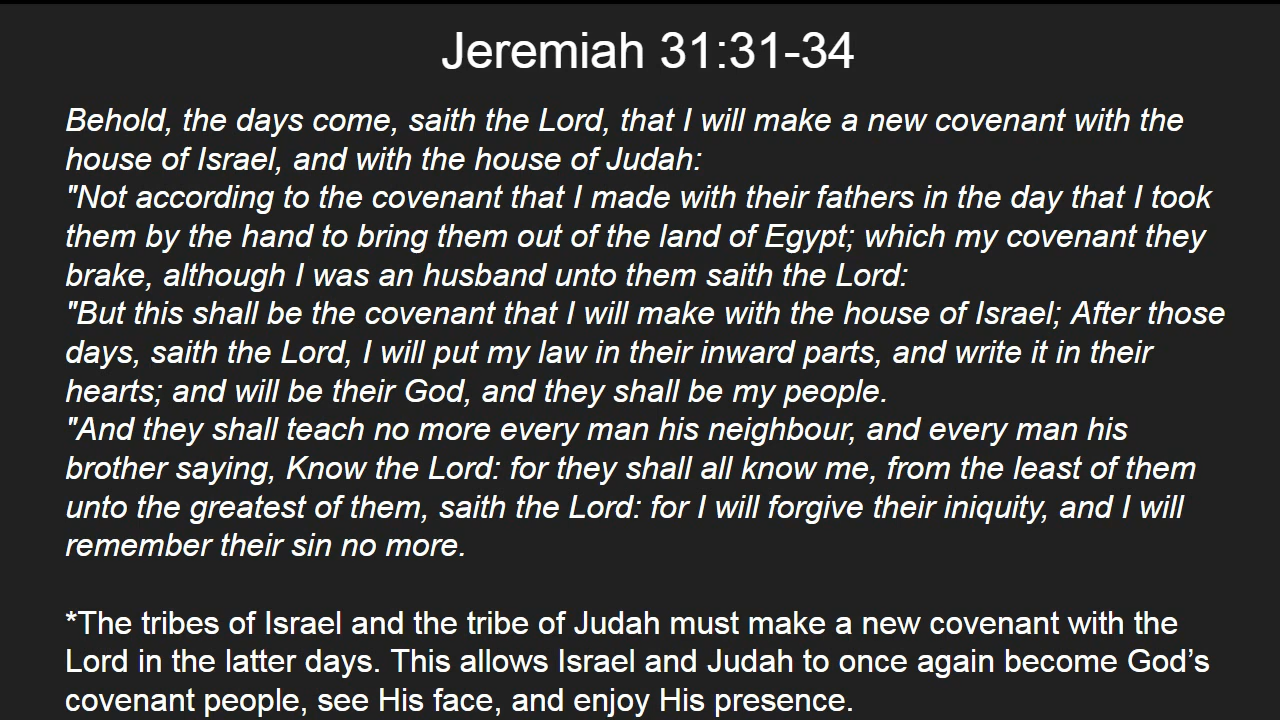 Jeremiah 31:31-34
Behold, the days come, saith the Lord, that I will make a new covenant with the
house of Israel, and with the house of Judah:
"Not according to the covenant that I made with their fathers in the day that I took
them by the hand to bring them out of the land of Egypt; which my covenant they
brake, although I was an husband unto them saith the Lord:
"But this shall be the covenant that I will make with the house of Israel; After those
days, saith the Lord, I will put my law in their inward parts, and write it in their
hearts; and will be their God, and they shall be my people.
"And they shall teach no more every man his neighbour, and every man his
brother saying, Know the Lord: for they shall all know me, from the least of them
unto the greatest of them, saith the Lord: for I will forgive their iniquity, and I will
remember their sin no more.
*The tribes of Israel and the tribe of Judah must make a new covenant with the
Lord in the latter days. This allows Israel and Judah to once again become God’s
covenant people, see His face, and enjoy His presence.